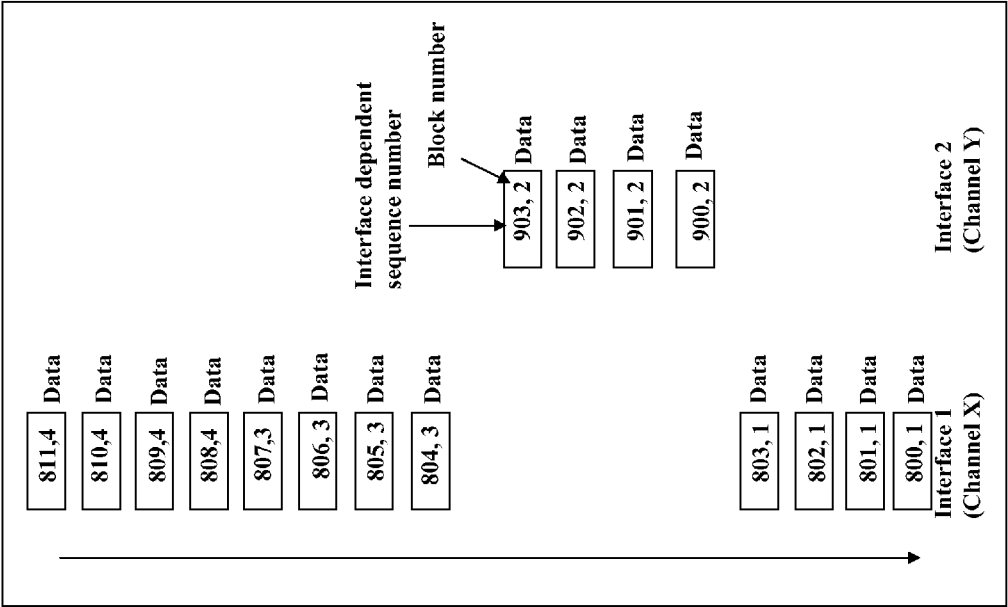 Interface dependent
sequence number
Block number
811,4 Data
810,4 Data
809,4 Data
808,4 Data
807,3 Data
806, 3 Data
805, 3 Data
804, 3 Data
903, 2 Data
902, 2 Data
901, 2 Data
900, 2 Data
803, 1 Data
802, 1 Data
801, 1 Data
800, 1 Data
Interface 1
(Channel X)
Interface 2
(Channel Y)